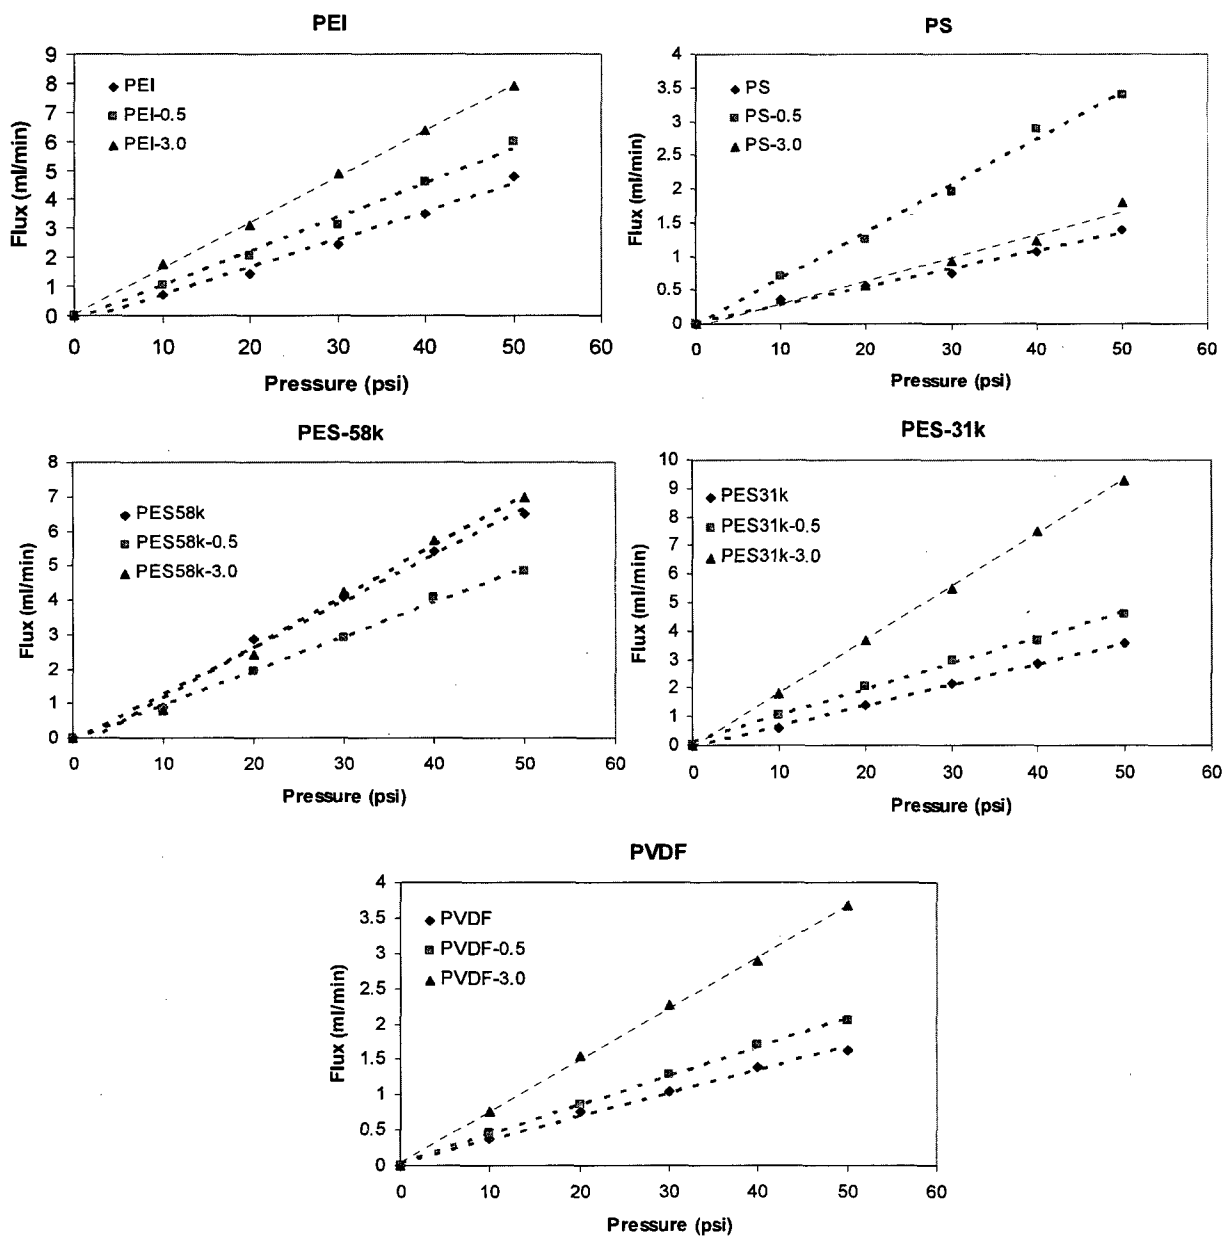 PEI
9
8
7
6
5
4
3
2
1
0
PEI
PEI-0.5
PEI-3.0
Flux (ml/min)
0 10 20 30 40 50 60
Pressure (psi)
PS
4
3.5
3
2.5
2
1.5
1
0.5
0
PS
PS-0.5
PS-3.0
Flux (ml/min)
0 10 20 30 40 50 60
Pressure (psi)
PES-58k
8
7
6
5
4
3
2
1
0
PES58k
PES58k-0.5
PES58k-3.0
Flux (ml/min)
0 10 20 30 40 50 60
Pressure (psi)
PES-31k
10
9
8
7
6
5
4
3
2
1
0
PES31k
PES31k-0.5
PES31k-3.0
Flux (ml/min)
0 10 20 30 40 50 60
Pressure (psi)
PVDF
4
3.5
3
2.5
2
1.5
1
0.5
0
PVDF
PVDF-0.5
PVDF-3.0
Flux (ml/min)
0 10 20 30 40 50 60
Pressure (psi)